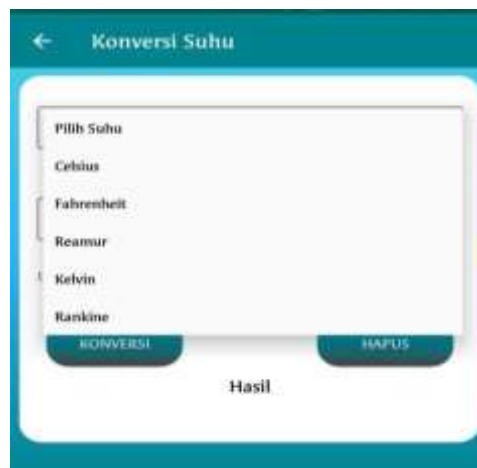 Konversi Suhu
Pilih Suhu
Celsius
Fahrenheit
Reamur
Kelvin
Rankine
KONVERSI
HAPUS
Hasil